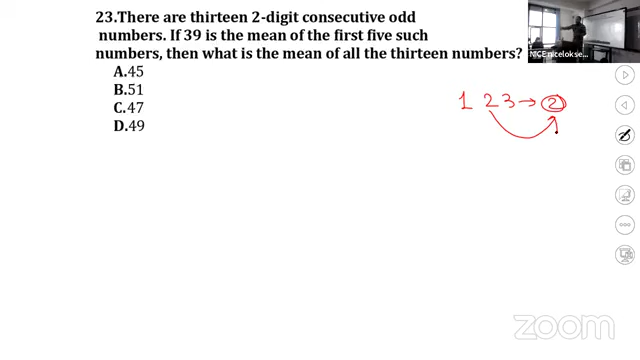 23.There are thirteen 2-digit consecutive odd
numbers. If 39 is the mean of the first five such
numbers, then what is the mean of all the thirteen numbers?
A.45
B.51
C.47
D.49
1 2 3 → 2
zoom